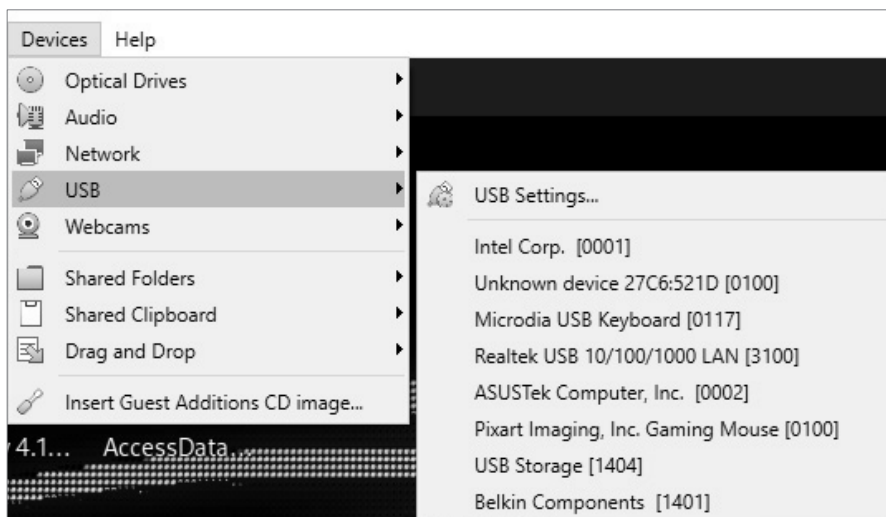 Devices Help
Optical Drives
Audio
Network
USB
Webcams
Shared Folders
Shared Clipboard
Drag and Drop
Insert Guest Additions CD image...
USB Settings...
Intel Corp. [0001]
Unknown device 27C6:521D [0100]
Microdia USB Keyboard [0117]
Realtek USB 10/100/1000 LAN [3100]
ASUSTek Computer, Inc. [0002]
Pixart Imaging, Inc. Gaming Mouse [0100]
USB Storage [1404]
Belkin Components [1401]
4.1... AccessData...